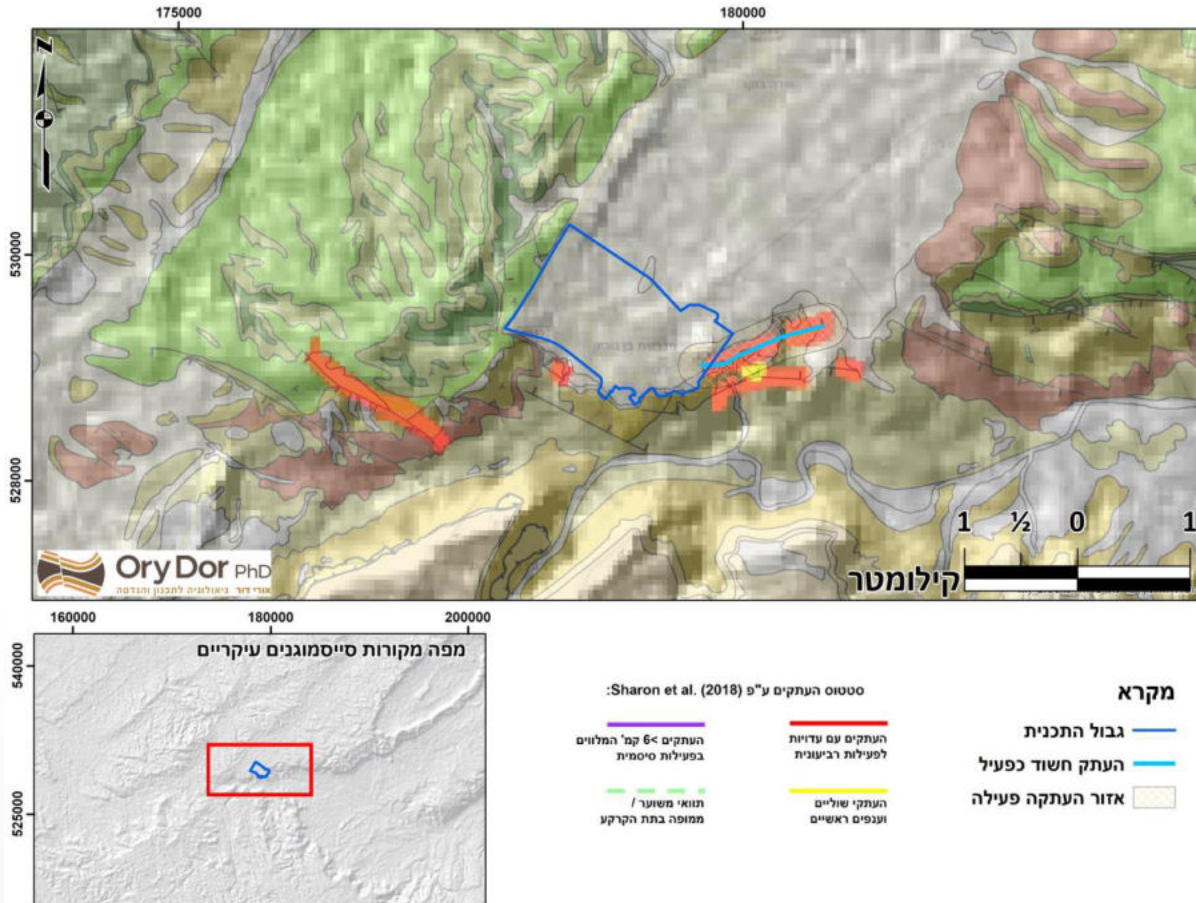 175000
180000
N
530000
528000
1
½
0
1
קילומטר
Ory Dor PhD
אורי דור גיאולוגיה לתכנון והנדסה
160000
180000
200000
540000
525000
מפה מקורות סייסמוגנים עיקריים
מקרא
גבול התכנית
העתק חשוד כפעיל
אזור העתקה פעילה
סטטוס העתקים ע"פ Sharon et al. (2018):
העתקים עם עדויות
לפעילות רביעונית
העתקים >6 קמ' המלווים
בפעילות סיסמית
העתקי שוליים
וענפים ראשיים
תוואי משוער /
ממופה בתת הקרקע